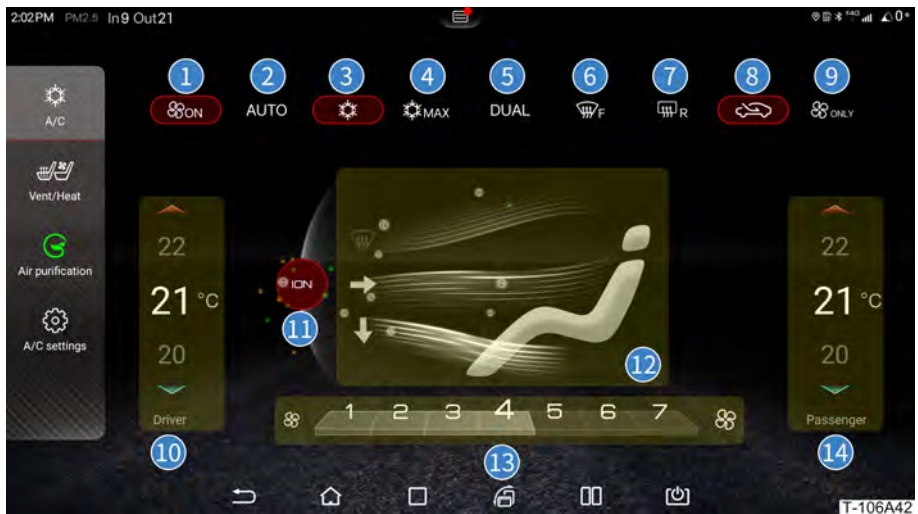 2:02PM PM2.5 In9 Out21 0
1 2 3 4 5 6 7 8 9
ON AUTO MAX DUAL F R ONLY
A/C
Vent/Heat
Air purification
A/C settings
22
21 °C
20
Driver
10
ION
11
12
1 2 3 4 5 6 7
13
22
21 °C
20
Passenger
14
T-106A42